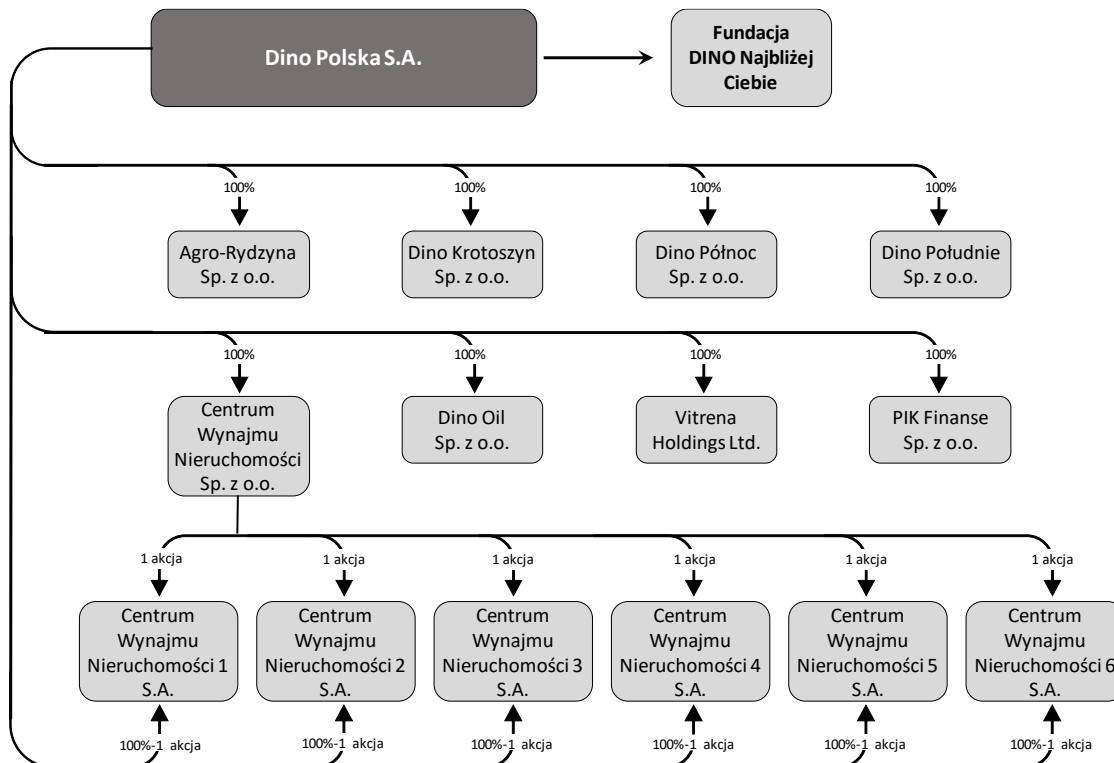 Dino Polska S.A.
Fundacja
DINO Najbliżej
Ciebie
100%
100%
100%
100%
Agro-Rydzyna
Sp. z o.o.
Dino Krotoszyn
Sp. z o.o.
Dino Północ
Sp. z o.o.
Dino Południe
Sp. z o.o.
100%
100%
100%
100%
Centrum
Wynajmu
Nieruchomości
Sp. z o.o.
Dino Oil
Sp. z o.o.
Vitrena
Holdings Ltd.
PIK Finanse
Sp. z o.o.
1 akcja
1 akcja
1 akcja
1 akcja
1 akcja
1 akcja
Centrum
Wynajmu
Nieruchomości 1
S.A.
Centrum
Wynajmu
Nieruchomości 2
S.A.
Centrum
Wynajmu
Nieruchomości 3
S.A.
Centrum
Wynajmu
Nieruchomości 4
S.A.
Centrum
Wynajmu
Nieruchomości 5
S.A.
Centrum
Wynajmu
Nieruchomości 6
S.A.
100%-1 akcja
100%-1 akcja
100%-1 akcja
100%-1 akcja
100%-1 akcja
100%-1 akcja